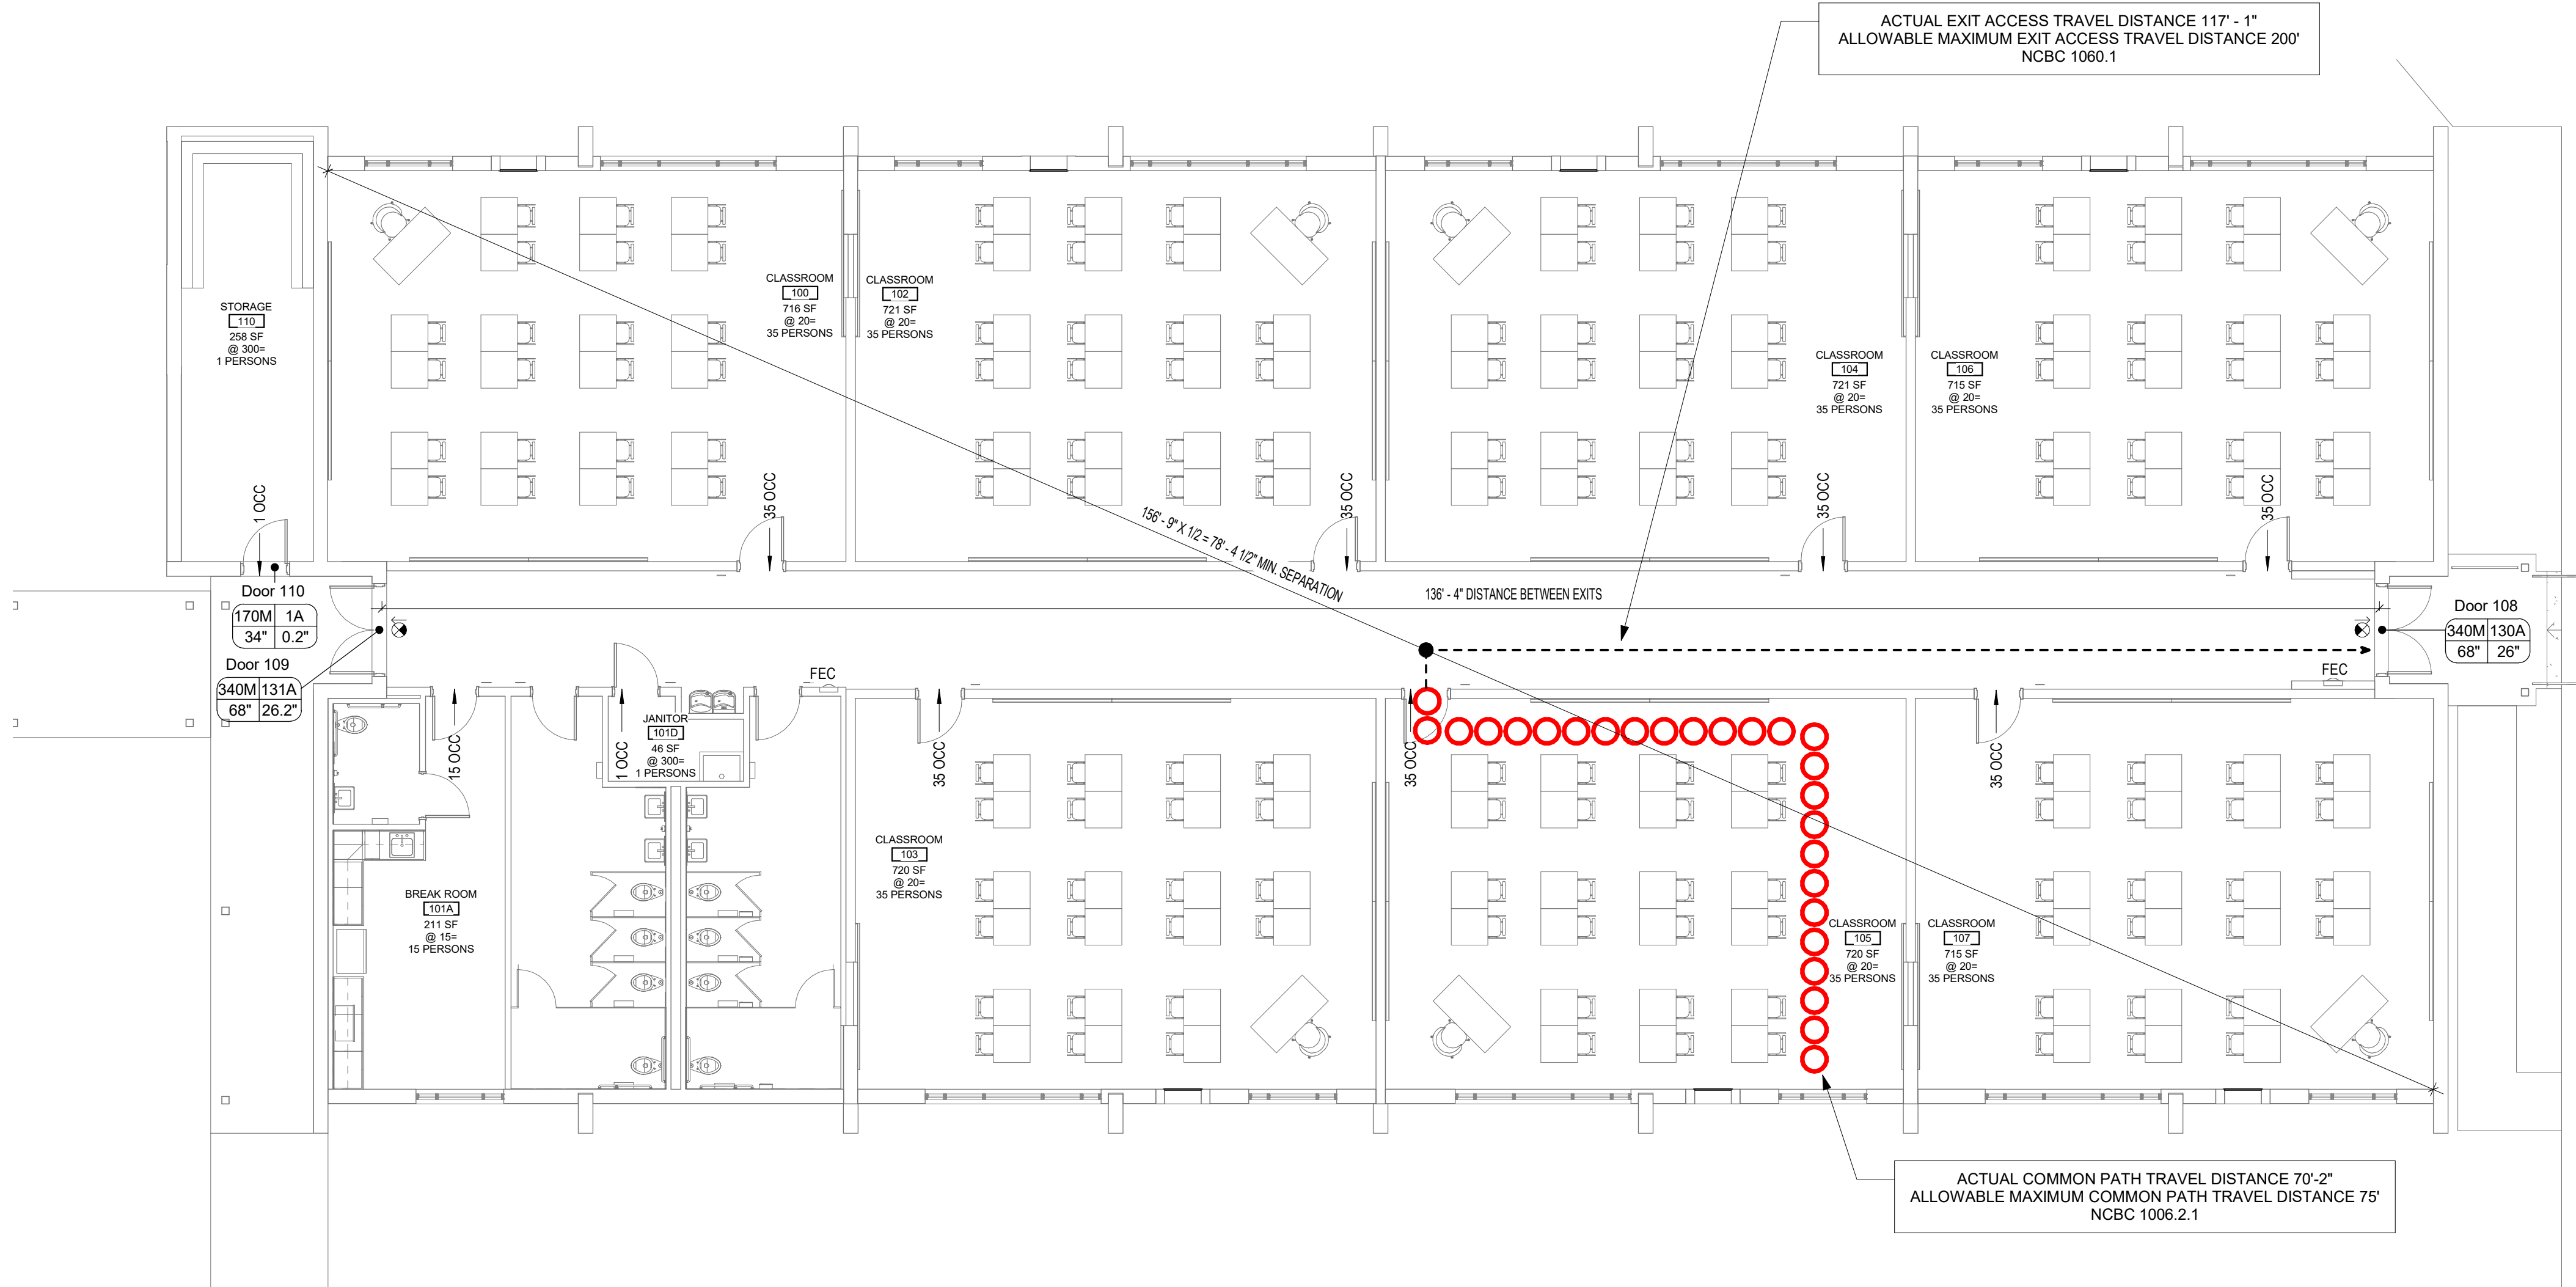 ACTUAL EXIT ACCESS TRAVEL DISTANCE 117' - 1"
ALLOWABLE MAXIMUM EXIT ACCESS TRAVEL DISTANCE 200'
NCBC 1060.1
STORAGE
110
258 SF
@ 300=
1 PERSONS
CLASSROOM
100
716 SF
@ 20=
35 PERSONS
CLASSROOM
102
721 SF
@ 20=
35 PERSONS
CLASSROOM
104
721 SF
@ 20=
35 PERSONS
CLASSROOM
106
715 SF
@ 20=
35 PERSONS
1 OCC
35 OCC
35 OCC
35 OCC
35 OCC
156' - 9" X 1/2 = 78' - 4 1/2" MIN. SEPARATION
136' - 4" DISTANCE BETWEEN EXITS
Door 110
170M 1A
34" 0.2"
Door 109
340M 131A
68" 26.2"
Door 108
340M 130A
68" 26"
FEC
FEC
15 OCC
1 OCC
JANITOR
101D
46 SF
@ 300=
1 PERSONS
35 OCC
35 OCC
35 OCC
BREAK ROOM
101A
211 SF
@ 15=
15 PERSONS
CLASSROOM
103
720 SF
@ 20=
35 PERSONS
CLASSROOM
105
720 SF
@ 20=
35 PERSONS
CLASSROOM
107
715 SF
@ 20=
35 PERSONS
ACTUAL COMMON PATH TRAVEL DISTANCE 70'-2"
ALLOWABLE MAXIMUM COMMON PATH TRAVEL DISTANCE 75'
NCBC 1006.2.1